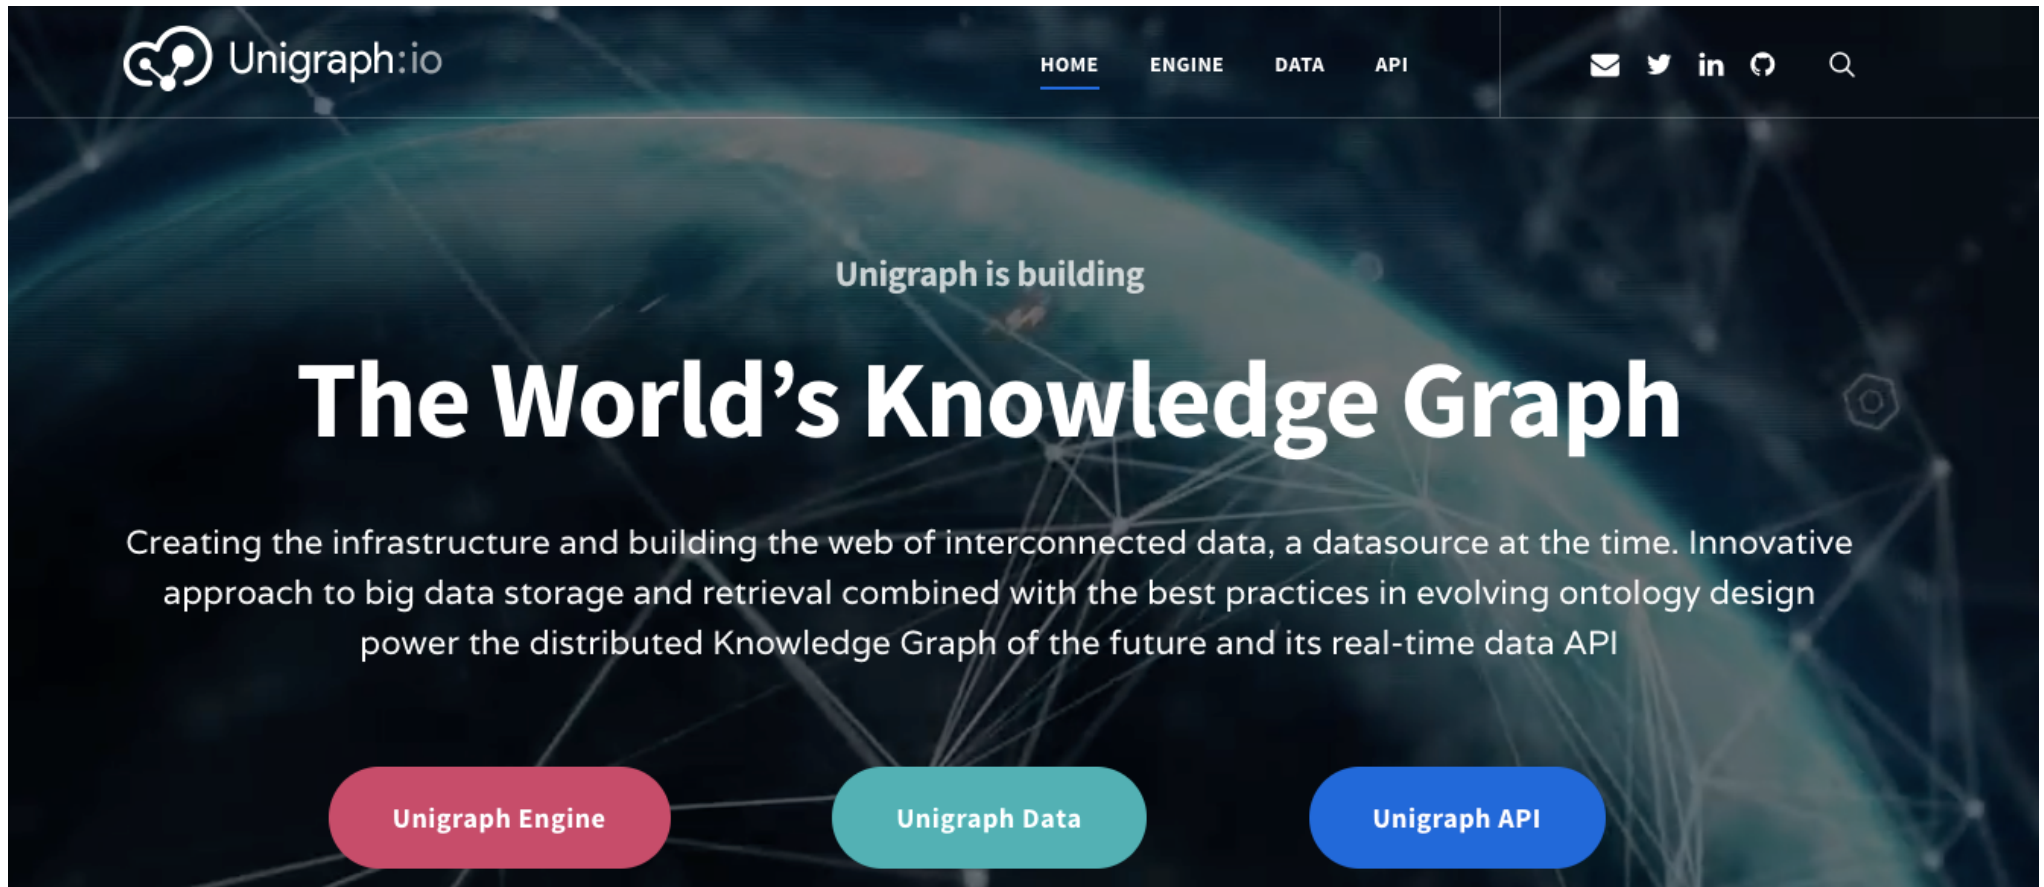 Unigraph:io
HOME ENGINE DATA API
Unigraph is building
The World’s Knowledge Graph
Creating the infrastructure and building the web of interconnected data, a datasource at the time. Innovative
approach to big data storage and retrieval combined with the best practices in evolving ontology design
power the distributed Knowledge Graph of the future and its real-time data API
Unigraph Engine
Unigraph Data
Unigraph API